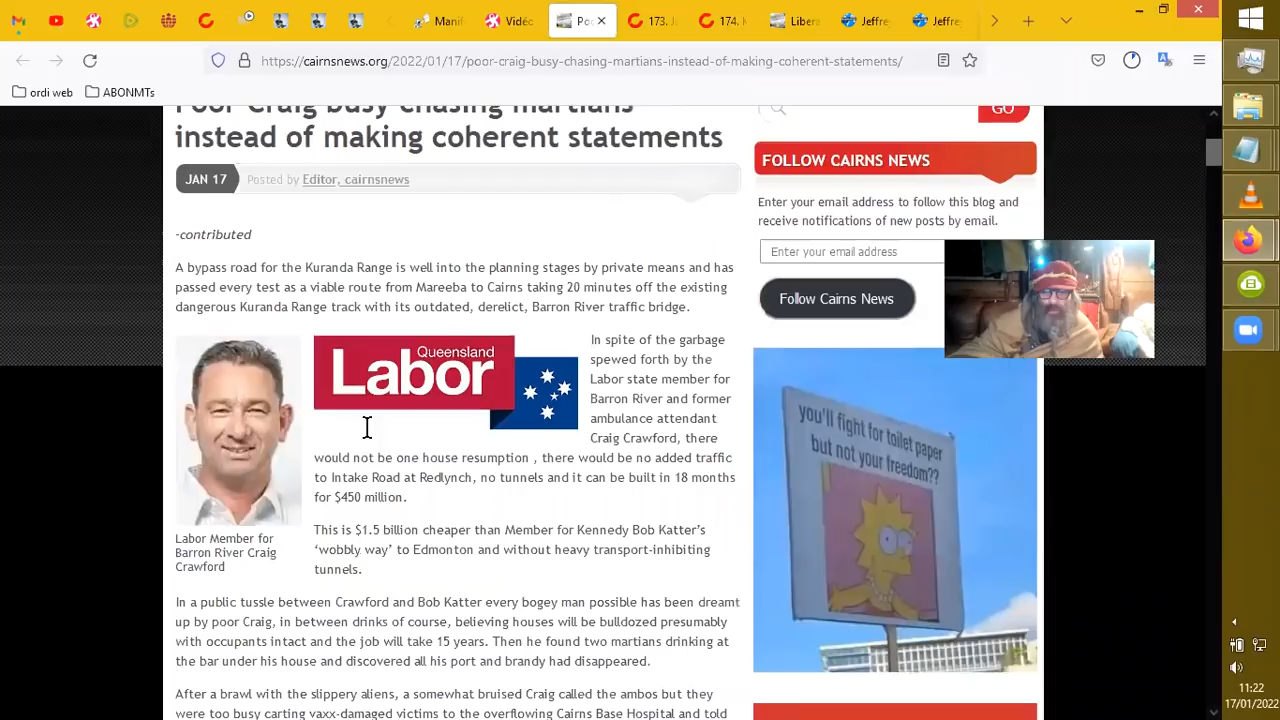 Manif
Vidéo
Po
173.
174.
Libera
Jeffre
Jeffre
https://cairnsnews.org/2022/01/17/poor-craig-busy-chasing-martians-instead-of-making-coherent-statements/
ordi web
ABONMTs
Poor Craig busy chasing martians
instead of making coherent statements
JAN 17
Posted by Editor, cairnsnews
-contributed
A bypass road for the Kuranda Range is well into the planning stages by private means and has
passed every test as a viable route from Mareeba to Cairns taking 20 minutes off the existing
dangerous Kuranda Range track with its outdated, derelict, Barron River traffic bridge.
Queensland
Labor
In spite of the garbage
spewed forth by the
Labor state member for
Barron River and former
ambulance attendant
Craig Crawford, there
would not be one house resumption , there would be no added traffic
to Intake Road at Redlynch, no tunnels and it can be built in 18 months
for $450 million.
Labor Member for
Barron River Craig
Crawford
This is $1.5 billion cheaper than Member for Kennedy Bob Katter’s
‘wobbly way’ to Edmonton and without heavy transport-inhibiting
tunnels.
In a public tussle between Crawford and Bob Katter every bogey man possible has been dreamt
up by poor Craig, in between drinks of course, believing houses will be bulldozed presumably
with occupants intact and the job will take 15 years. Then he found two martians drinking at
the bar under his house and discovered all his port and brandy had disappeared.
After a brawl with the slippery aliens, a somewhat bruised Craig called the ambos but they
were too busy carting vaxx-damaged victims to the overflowing Cairns Base Hospital and told
GO
FOLLOW CAIRNS NEWS
Enter your email address to follow this blog and
receive notifications of new posts by email.
Enter your email address
Follow Cairns News
you'll fight for toilet paper
but not your freedom??
11:22
17/01/2022